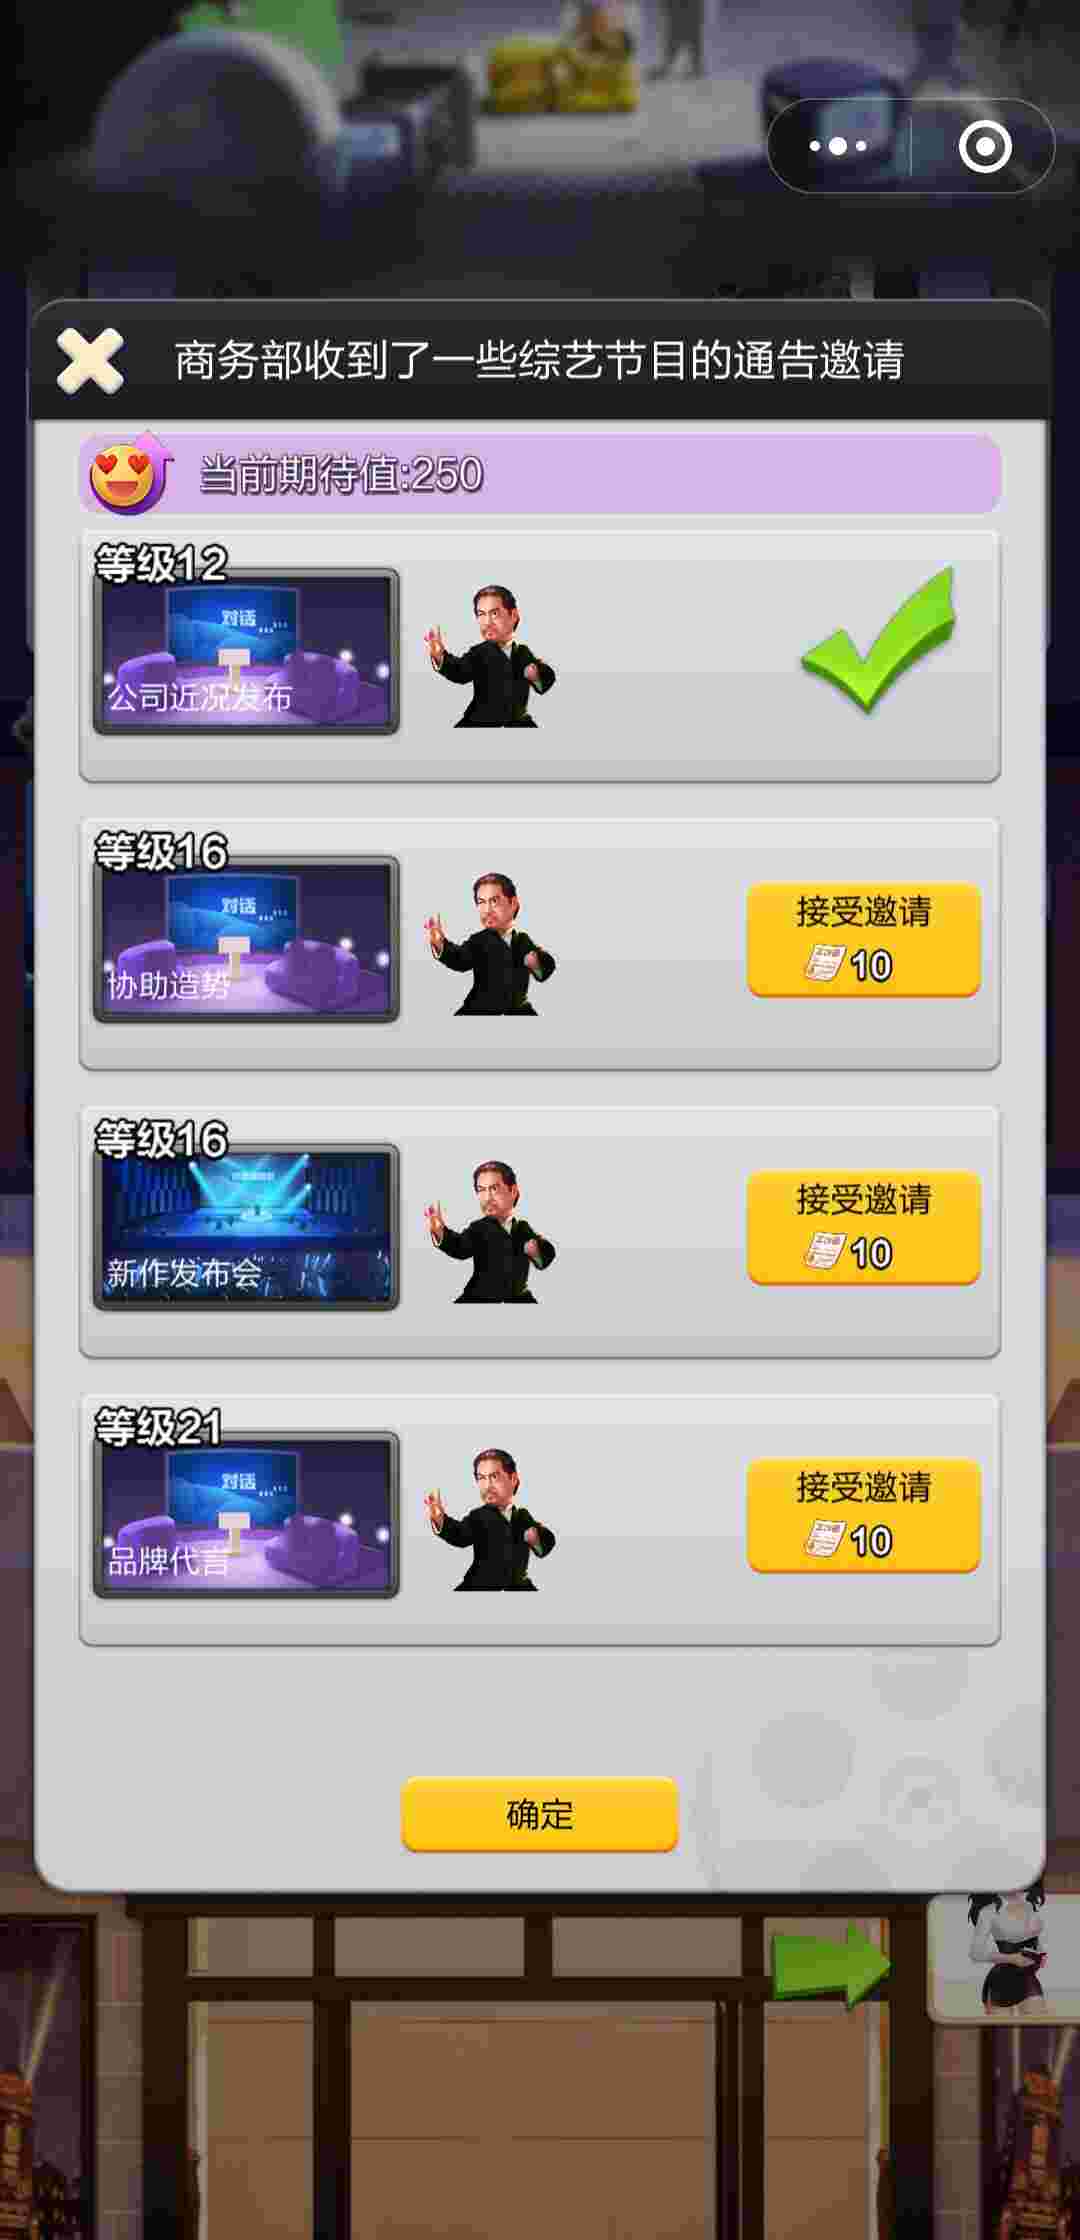 商务部收到了一些综艺节目的通告邀请
当前期待值:250
等级12
对话
公司近况发布
等级16
对话
协助造势
接受邀请
10
等级16
新作发布会
接受邀请
10
等级21
对话
品牌代言
接受邀请
10
确定